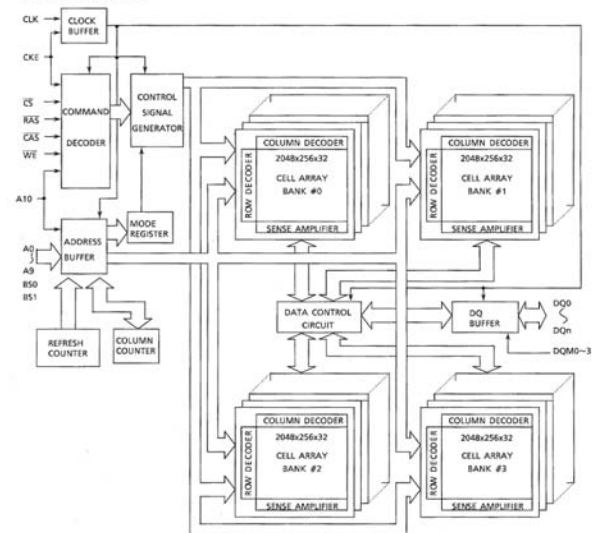 CLK
CLOCK
BUFFER
CKE
COMMAND
DECODER
CONTROL
SIGNAL
GENERATOR
CS
RAS
CAS
WE
A10
MODE
REGISTER
ADDRESS
BUFFER
A0
A9
BS0
BS1
REFRESH
COUNTER
COLUMN
COUNTER
COLUMN DECODER
ROW DECODER
2048x256x32
CELL ARRAY
BANK #0
SENSE AMPLIFIER
COLUMN DECODER
ROW DECODER
2048x256x32
CELL ARRAY
BANK #1
SENSE AMPLIFIER
DATA CONTROL
CIRCUIT
DQ
BUFFER
DQ0
DQn
DQM0~3
COLUMN DECODER
ROW DECODER
2048x256x32
CELL ARRAY
BANK #2
SENSE AMPLIFIER
COLUMN DECODER
ROW DECODER
2048x256x32
CELL ARRAY
BANK #3
SENSE AMPLIFIER